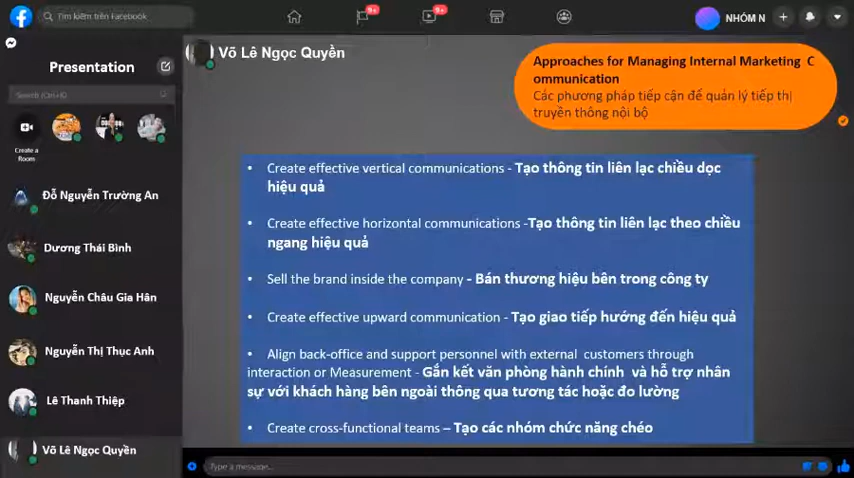 Tìm kiếm trên Facebook
9+
9+
NHÓM N
Presentation
Search (Ctrl+K)
Create a
Room
Đỗ Nguyễn Trường An
Dương Thái Bình
Nguyễn Châu Gia Hân
Nguyễn Thị Thục Anh
Lê Thanh Thiệp
Võ Lê Ngọc Quyền
Võ Lê Ngọc Quyền
Approaches for Managing Internal Marketing C
ommunication
Các phương pháp tiếp cận để quản lý tiếp thị
truyền thông nội bộ
• Create effective vertical communications - Tạo thông tin liên lạc chiều dọc
hiệu quả
• Create effective horizontal communications -Tạo thông tin liên lạc theo chiều
ngang hiệu quả
• Sell the brand inside the company - Bán thương hiệu bên trong công ty
• Create effective upward communication - Tạo giao tiếp hướng đến hiệu quả
• Align back-office and support personnel with external customers through
interaction or Measurement - Gắn kết văn phòng hành chính và hỗ trợ nhân
sự với khách hàng bên ngoài thông qua tương tác hoặc đo lường
• Create cross-functional teams – Tạo các nhóm chức năng chéo
Type a message...